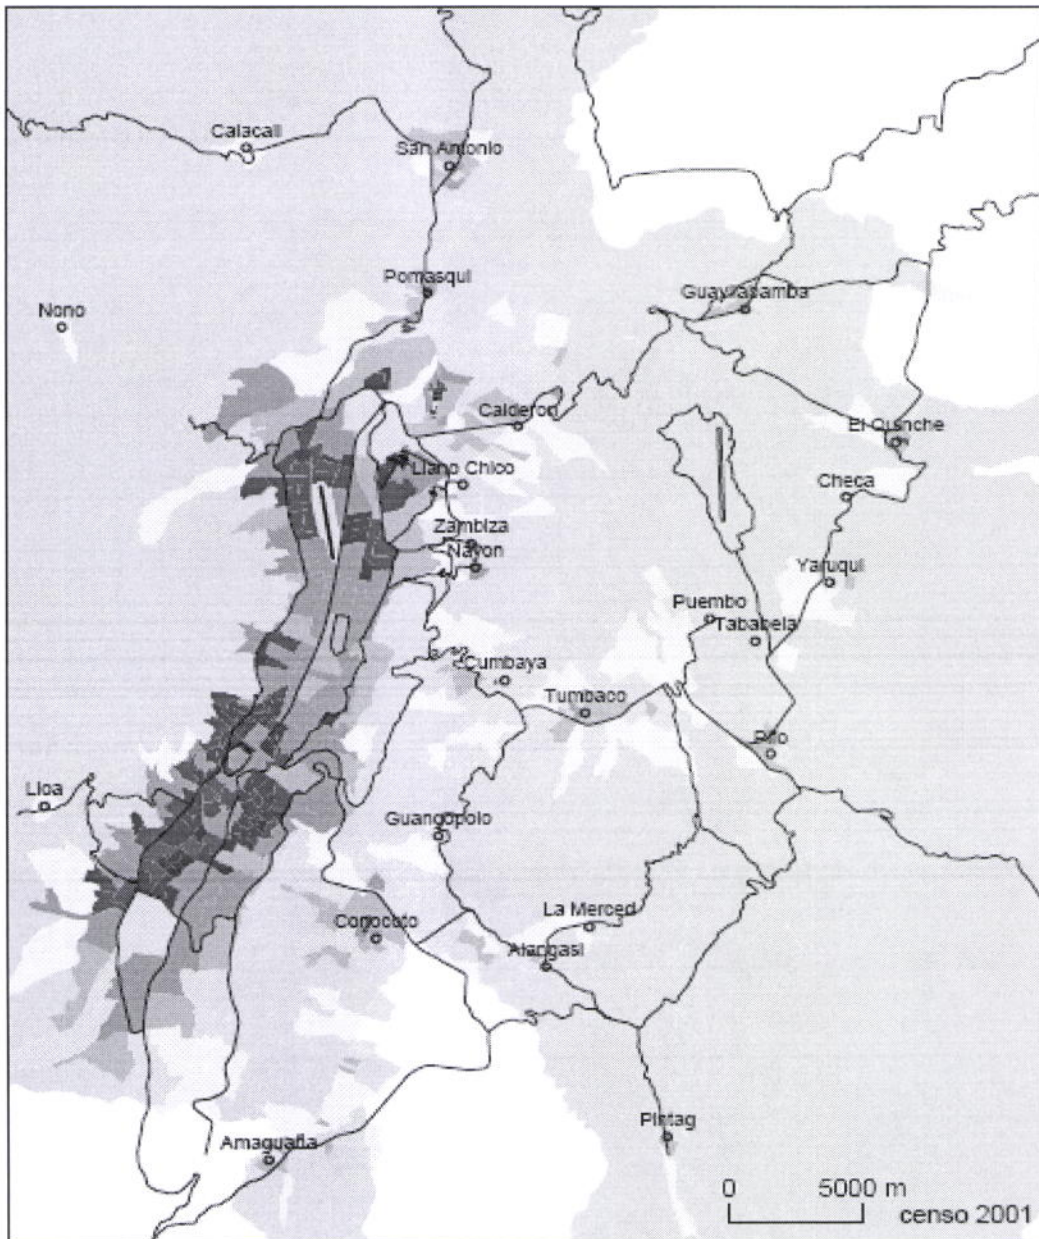 Calacali
San Antonio
Pomasqui
Nono
Guayllabamba
Calderon
El Quinche
Llano Chico
Checa
Zambiza
Nayon
Yaruqui
Puembo
Tababela
Cumbaya
Tumbaco
Pifo
Lloa
Guangopolo
La Merced
Conocoto
Alangasi
Pintag
Amaguaña
0 5000 m
censo 2001